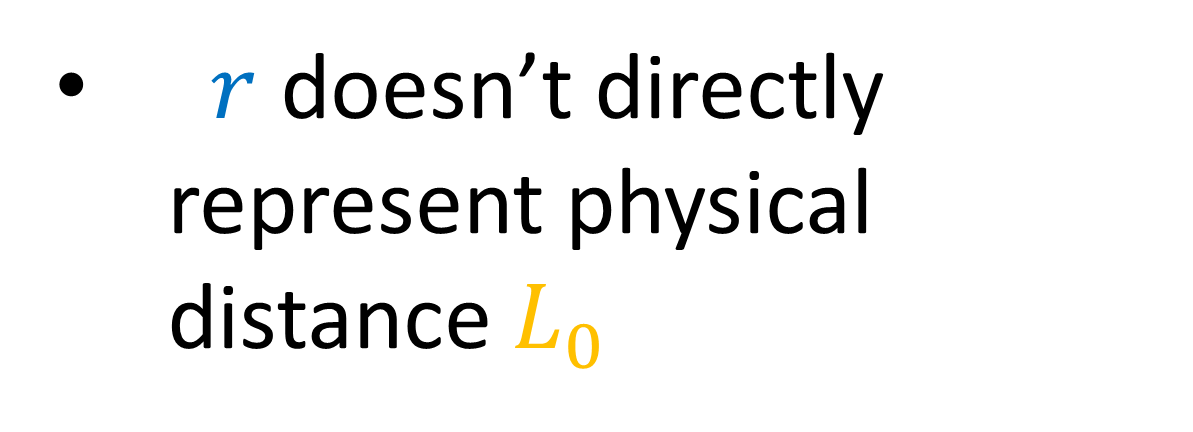 • r doesn’t directly
represent physical
distance L₀